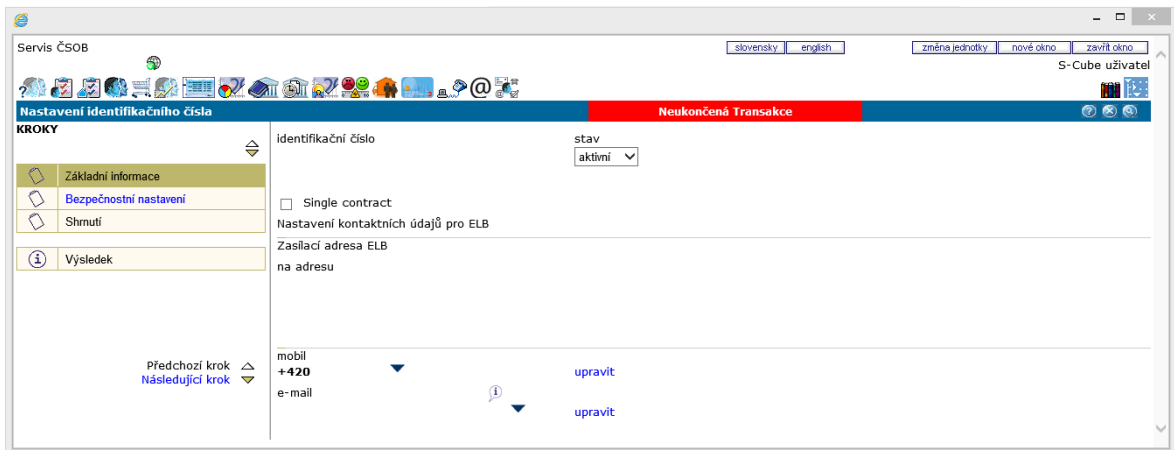 Servis ČSOB
slovensky english změna jednotky nové okno zavřít okno
S-Cube uživatel
Nastavení identifikačního čísla Neukončená Transakce
KROKY
identifikační číslo stav
aktivní
Základní informace
Bezpečnostní nastavení
Single contract
Shrnutí
Nastavení kontaktních údajů pro ELB
Zasílací adresa ELB
Výsledek
na adresu
mobil
Předchozí krok
+420 upravit
Následující krok
e-mail
upravit